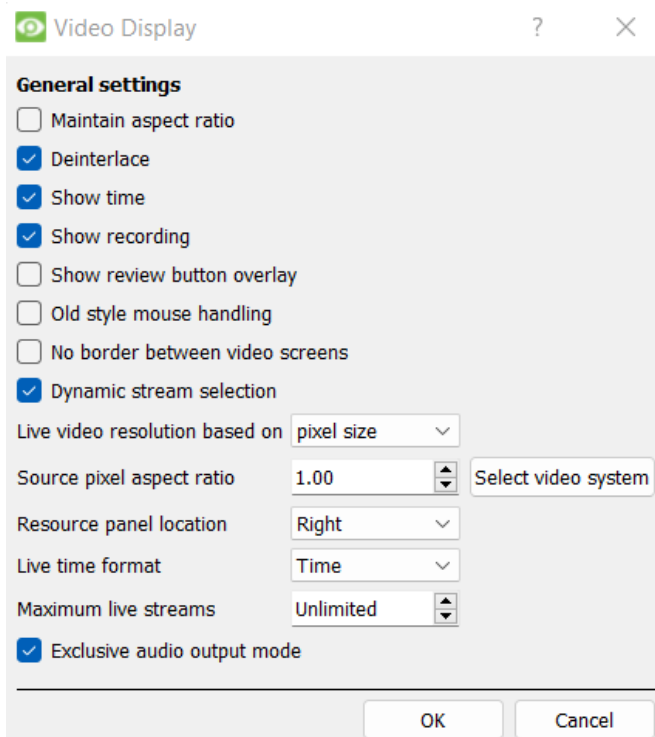 Video Display ?
General settings
Maintain aspect ratio
Deinterlace
Show time
Show recording
Show review button overlay
Old style mouse handling
No border between video screens
Dynamic stream selection
Live video resolution based on pixel size
Source pixel aspect ratio 1.00 Select video system
Resource panel location Right
Live time format Time
Maximum live streams Unlimited
Exclusive audio output mode
OK Cancel